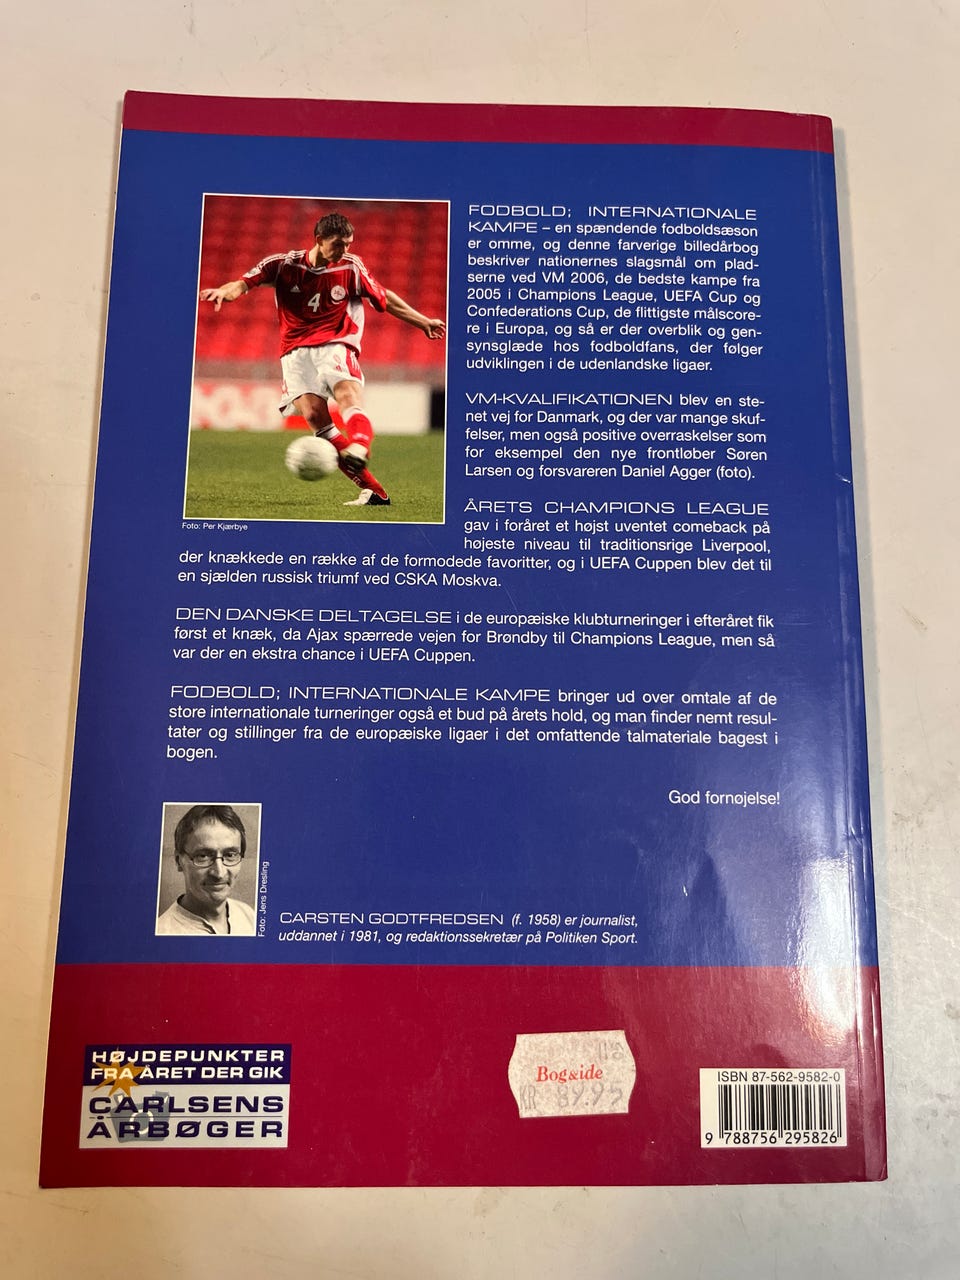 FODBOLD; INTERNATIONALE
KAMPE – en spændende fodboldsæson
er omme, og denne farverige billedårbog
beskriver nationernes slagsmål om plad-
serne ved VM 2006, de bedste kampe fra
2005 i Champions League, UEFA Cup og
Confederations Cup, de flittigste målscore-
re i Europa, og så er der overblik og gen-
synsglæde hos fodboldfans, der følger
udviklingen i de udenlandske ligaer.
4
Foto: Per Kjærbye
VM-KVALIFIKATIONEN blev en ste-
net vej for Danmark, og der var mange skuf-
felser, men også positive overraskelser som
for eksempel den nye frontløber Søren
Larsen og forsvareren Daniel Agger (foto).
ÅRETS CHAMPIONS LEAGUE
gav i foråret et højst uventet comeback på
højeste niveau til traditionsrige Liverpool,
der knækkede en række af de formodede favoritter, og i UEFA Cuppen blev det til
en sjælden russisk triumf ved CSKA Moskva.
DEN DANSKE DELTAGELSE i de europæiske klubturneringer i efteråret fik
først et knæk, da Ajax spærrede vejen for Brøndby til Champions League, men så
var der en ekstra chance i UEFA Cuppen.
FODBOLD; INTERNATIONALE KAMPE bringer ud over omtale af de
store internationale turneringer også et bud på årets hold, og man finder nemt resul-
tater og stillinger fra de europæiske ligaer i det omfattende talmateriale bagest i
bogen.
God fornøjelse!
Foto: Jens Dresling
CARSTEN GODTFREDSEN (f. 1958) er journalist,
uddannet i 1981, og redaktionssekretær på Politiken Sport.
HØJDEPUNKTER
FRA ÅRET DER GIK
CARLSENS
ÅRBØGER
Bog&ide
KR 89.95
ISBN 87-562-9582-0
9 788756 295826